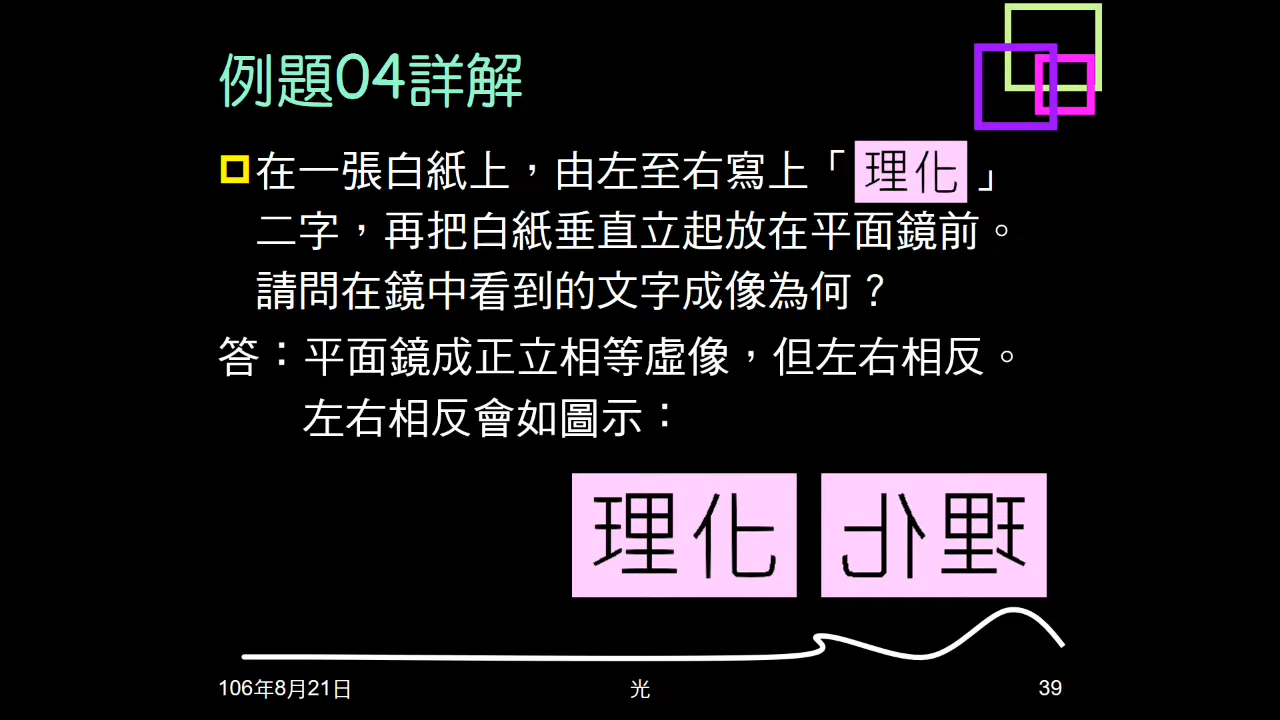 例題04詳解
在一張白紙上，由左至右寫上「理化」
二字，再把白紙垂直立起放在平面鏡前。
請問在鏡中看到的文字成像為何？
答：平面鏡成正立相等虛像，但左右相反。
左右相反會如圖示：
理化 理化
106年8月21日 光 39